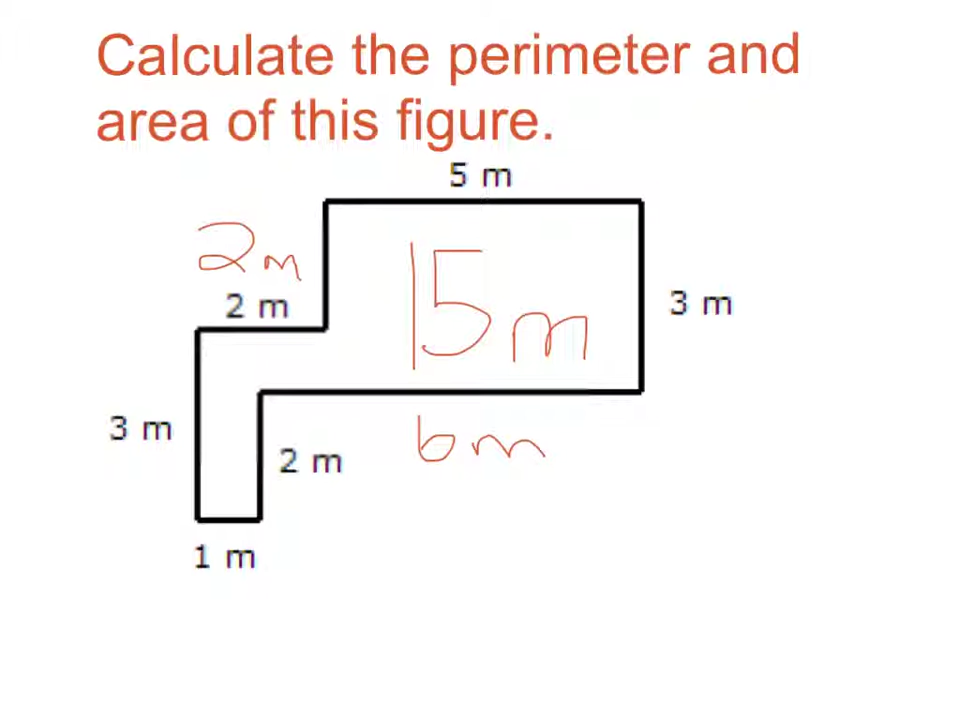 Calculate the perimeter and
area of this figure.
5 m
2m
2 m
15m
3 m
3 m
6m
2 m
1 m